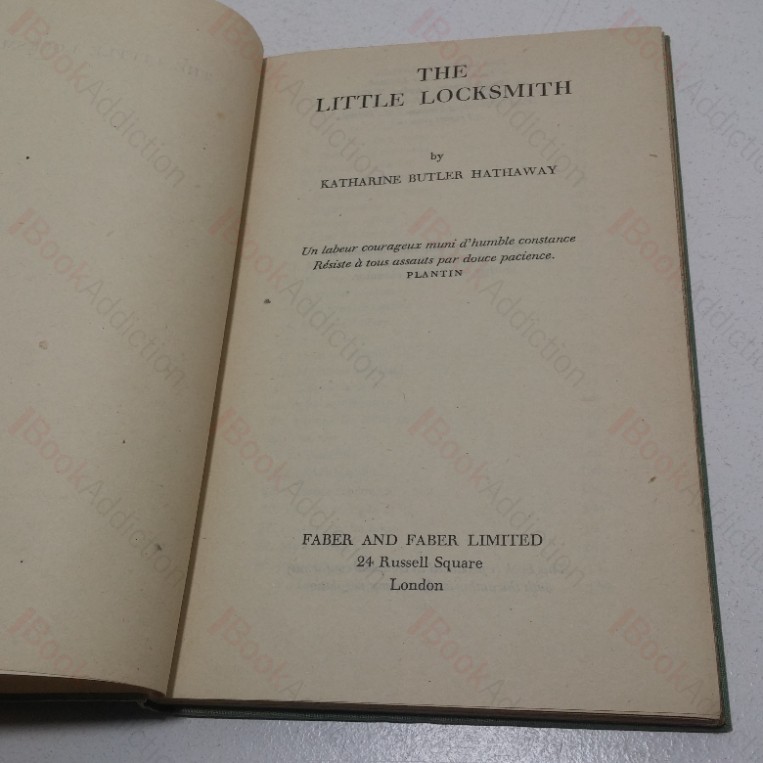 THE
LITTLE LOCKSMITH
by
KATHARINE BUTLER HATHAWAY
Un labeur courageux muni d'humble constance
Résiste à tous assauts par douce pacience.
PLANTIN
FABER AND FABER LIMITED
24 Russell Square
London
BookAddiction